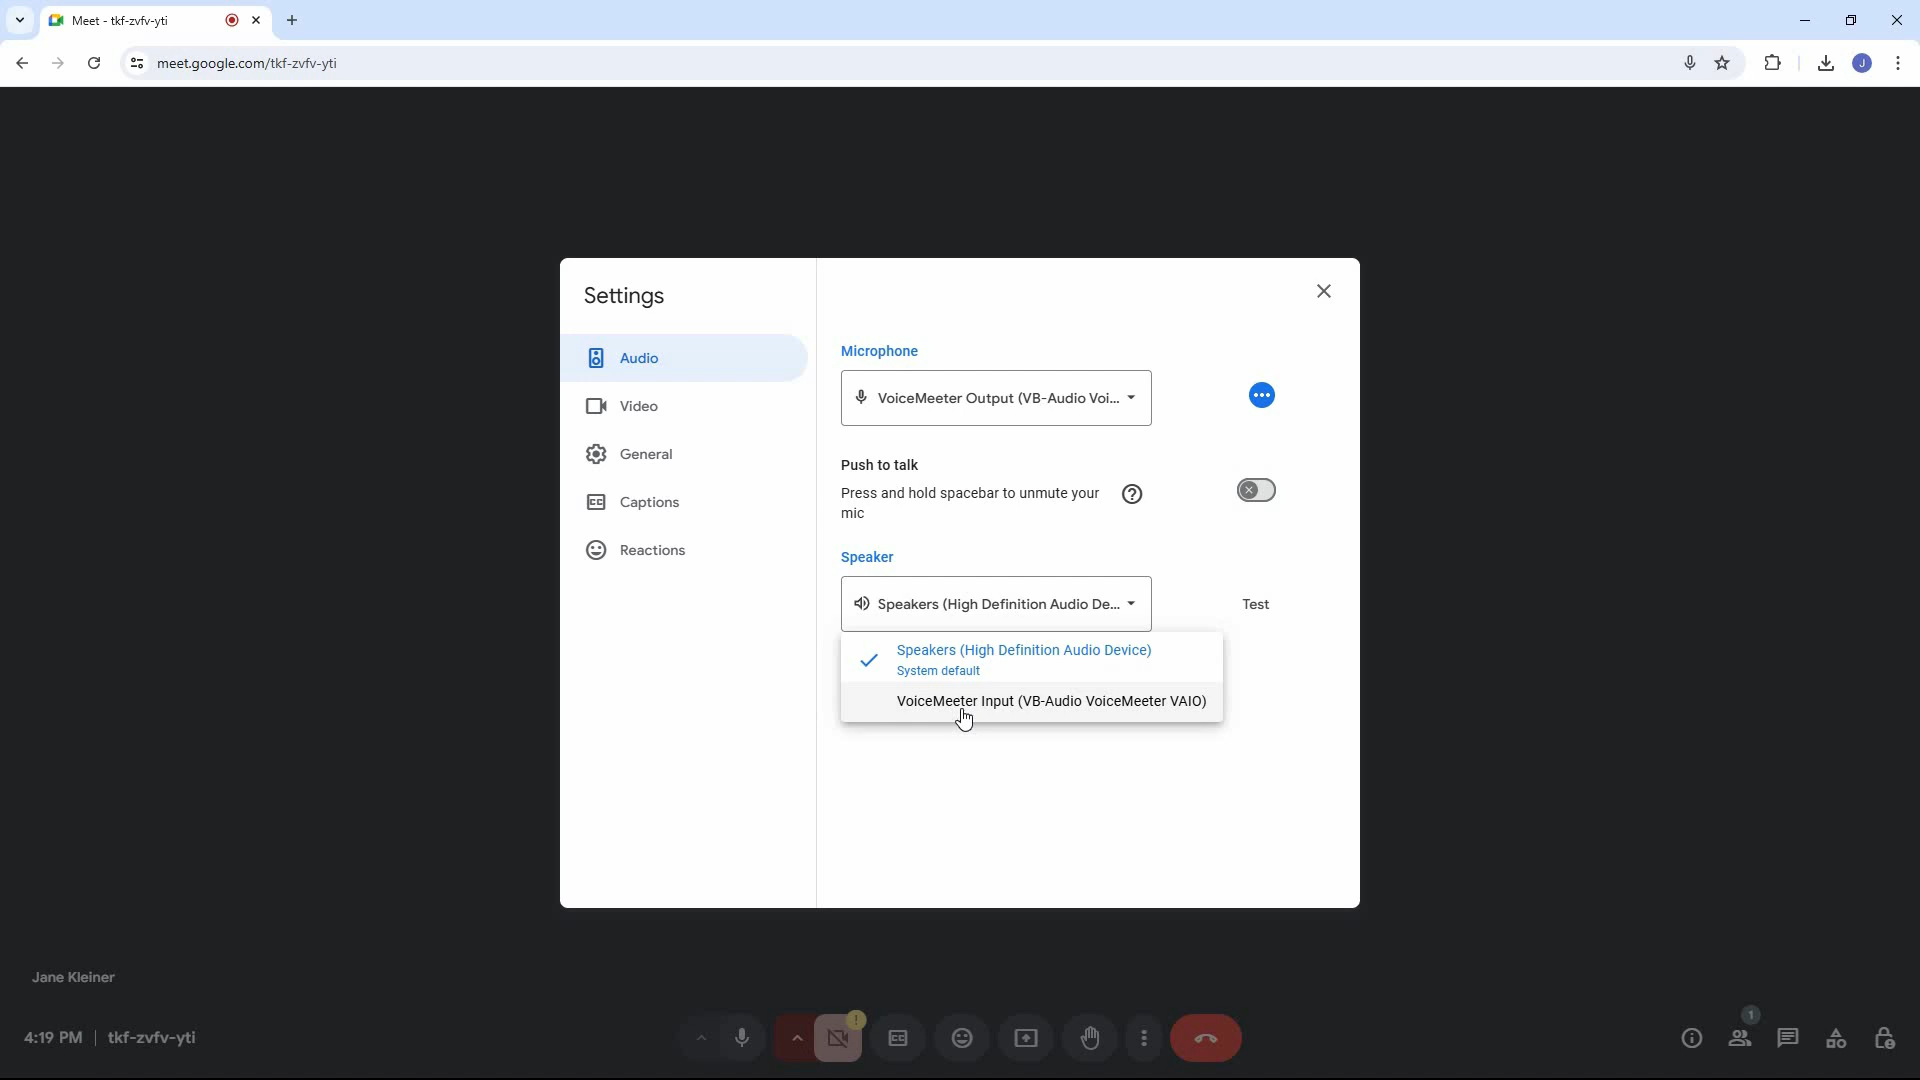 Meet - tkf-zvfv-yti
meet.google.com/tkf-zvfv-yti
J
Settings
Audio
Video
General
Captions
Reactions
Microphone
VoiceMeeter Output (VB-Audio Voi...
Push to talk
Press and hold spacebar to unmute your
mic
Speaker
Speakers (High Definition Audio De...
Test
Speakers (High Definition Audio Device)
System default
VoiceMeeter Input (VB-Audio VoiceMeeter VAIO)
Jane Kleiner
4:19 PM | tkf-zvfv-yti
1